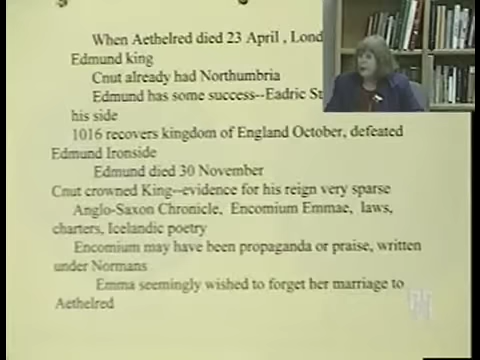 When Aethelred died 23 April , Lond
Edmund king
Cnut already had Northumbria
Edmund has some success--Eadric St
his side
1016 recovers kingdom of England October, defeated
Edmund Ironside
Edmund died 30 November
Cnut crowned King--evidence for his reign very sparse
Anglo-Saxon Chronicle, Encomium Emmae, laws,
charters, Icelandic poetry
Encomium may have been propaganda or praise, written
under Normans
Emma seemingly wished to forget her marriage to
Aethelred